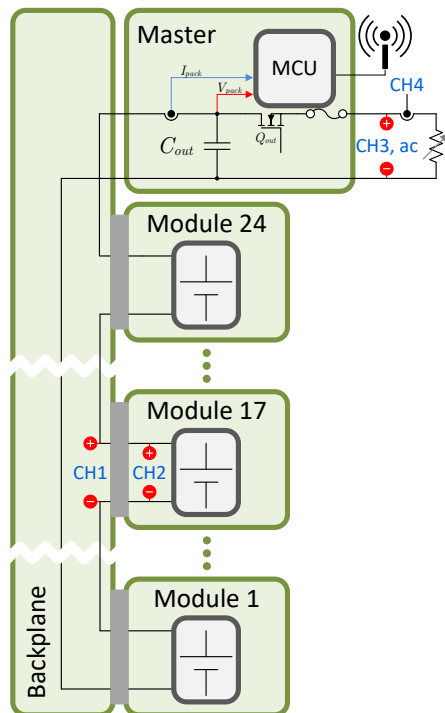 Master
MCU
I_pack
V_pack
CH4
C_out
Q_out
CH3, ac
Module 24
Module 17
CH1
CH2
Module 1
Backplane